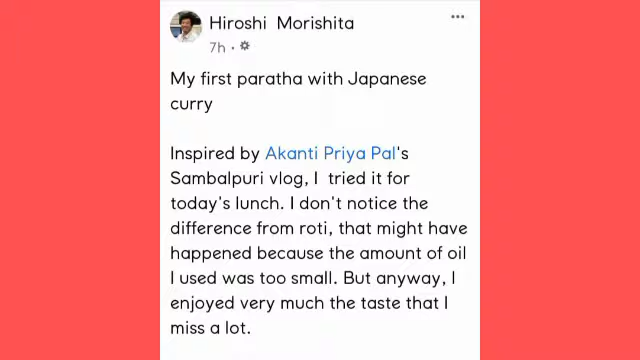 Hiroshi Morishita
7h ·
My first paratha with Japanese
curry
Inspired by Akanti Priya Pal's
Sambalpuri vlog, I tried it for
today's lunch. I don't notice the
difference from roti, that might have
happened because the amount of oil
I used was too small. But anyway, I
enjoyed very much the taste that I
miss a lot.